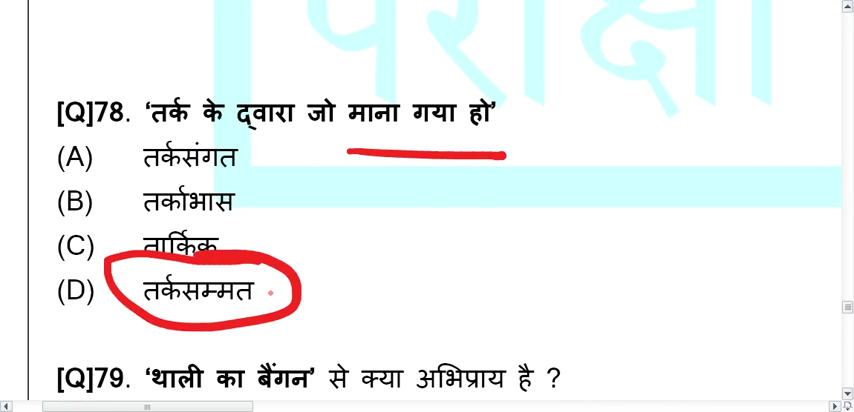 परीक्षा
[Q]78. ‘तर्क के द्वारा जो माना गया हो’
(A) तर्कसंगत
(B) तर्काभास
(C) तार्किक
(D) तर्कसम्मत
[Q]79. ‘थाली का बैंगन’ से क्या अभिप्राय है ?